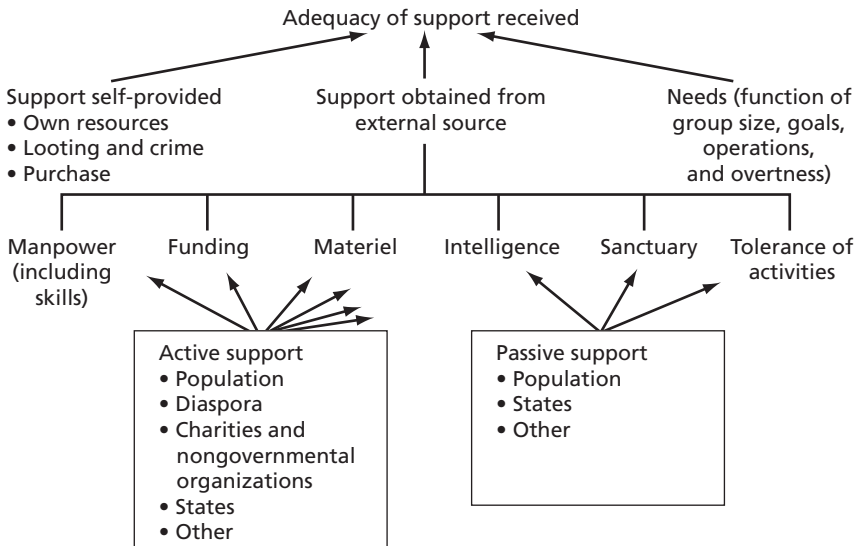 Adequacy of support received
Support self-provided
• Own resources
• Looting and crime
• Purchase
Support obtained from
external source
Needs (function of
group size, goals,
operations,
and overtness)
Manpower
(including
skills)
Funding
Materiel
Intelligence
Sanctuary
Tolerance of
activities
Active support
• Population
• Diaspora
• Charities and
nongovernmental
organizations
• States
• Other
Passive support
• Population
• States
• Other